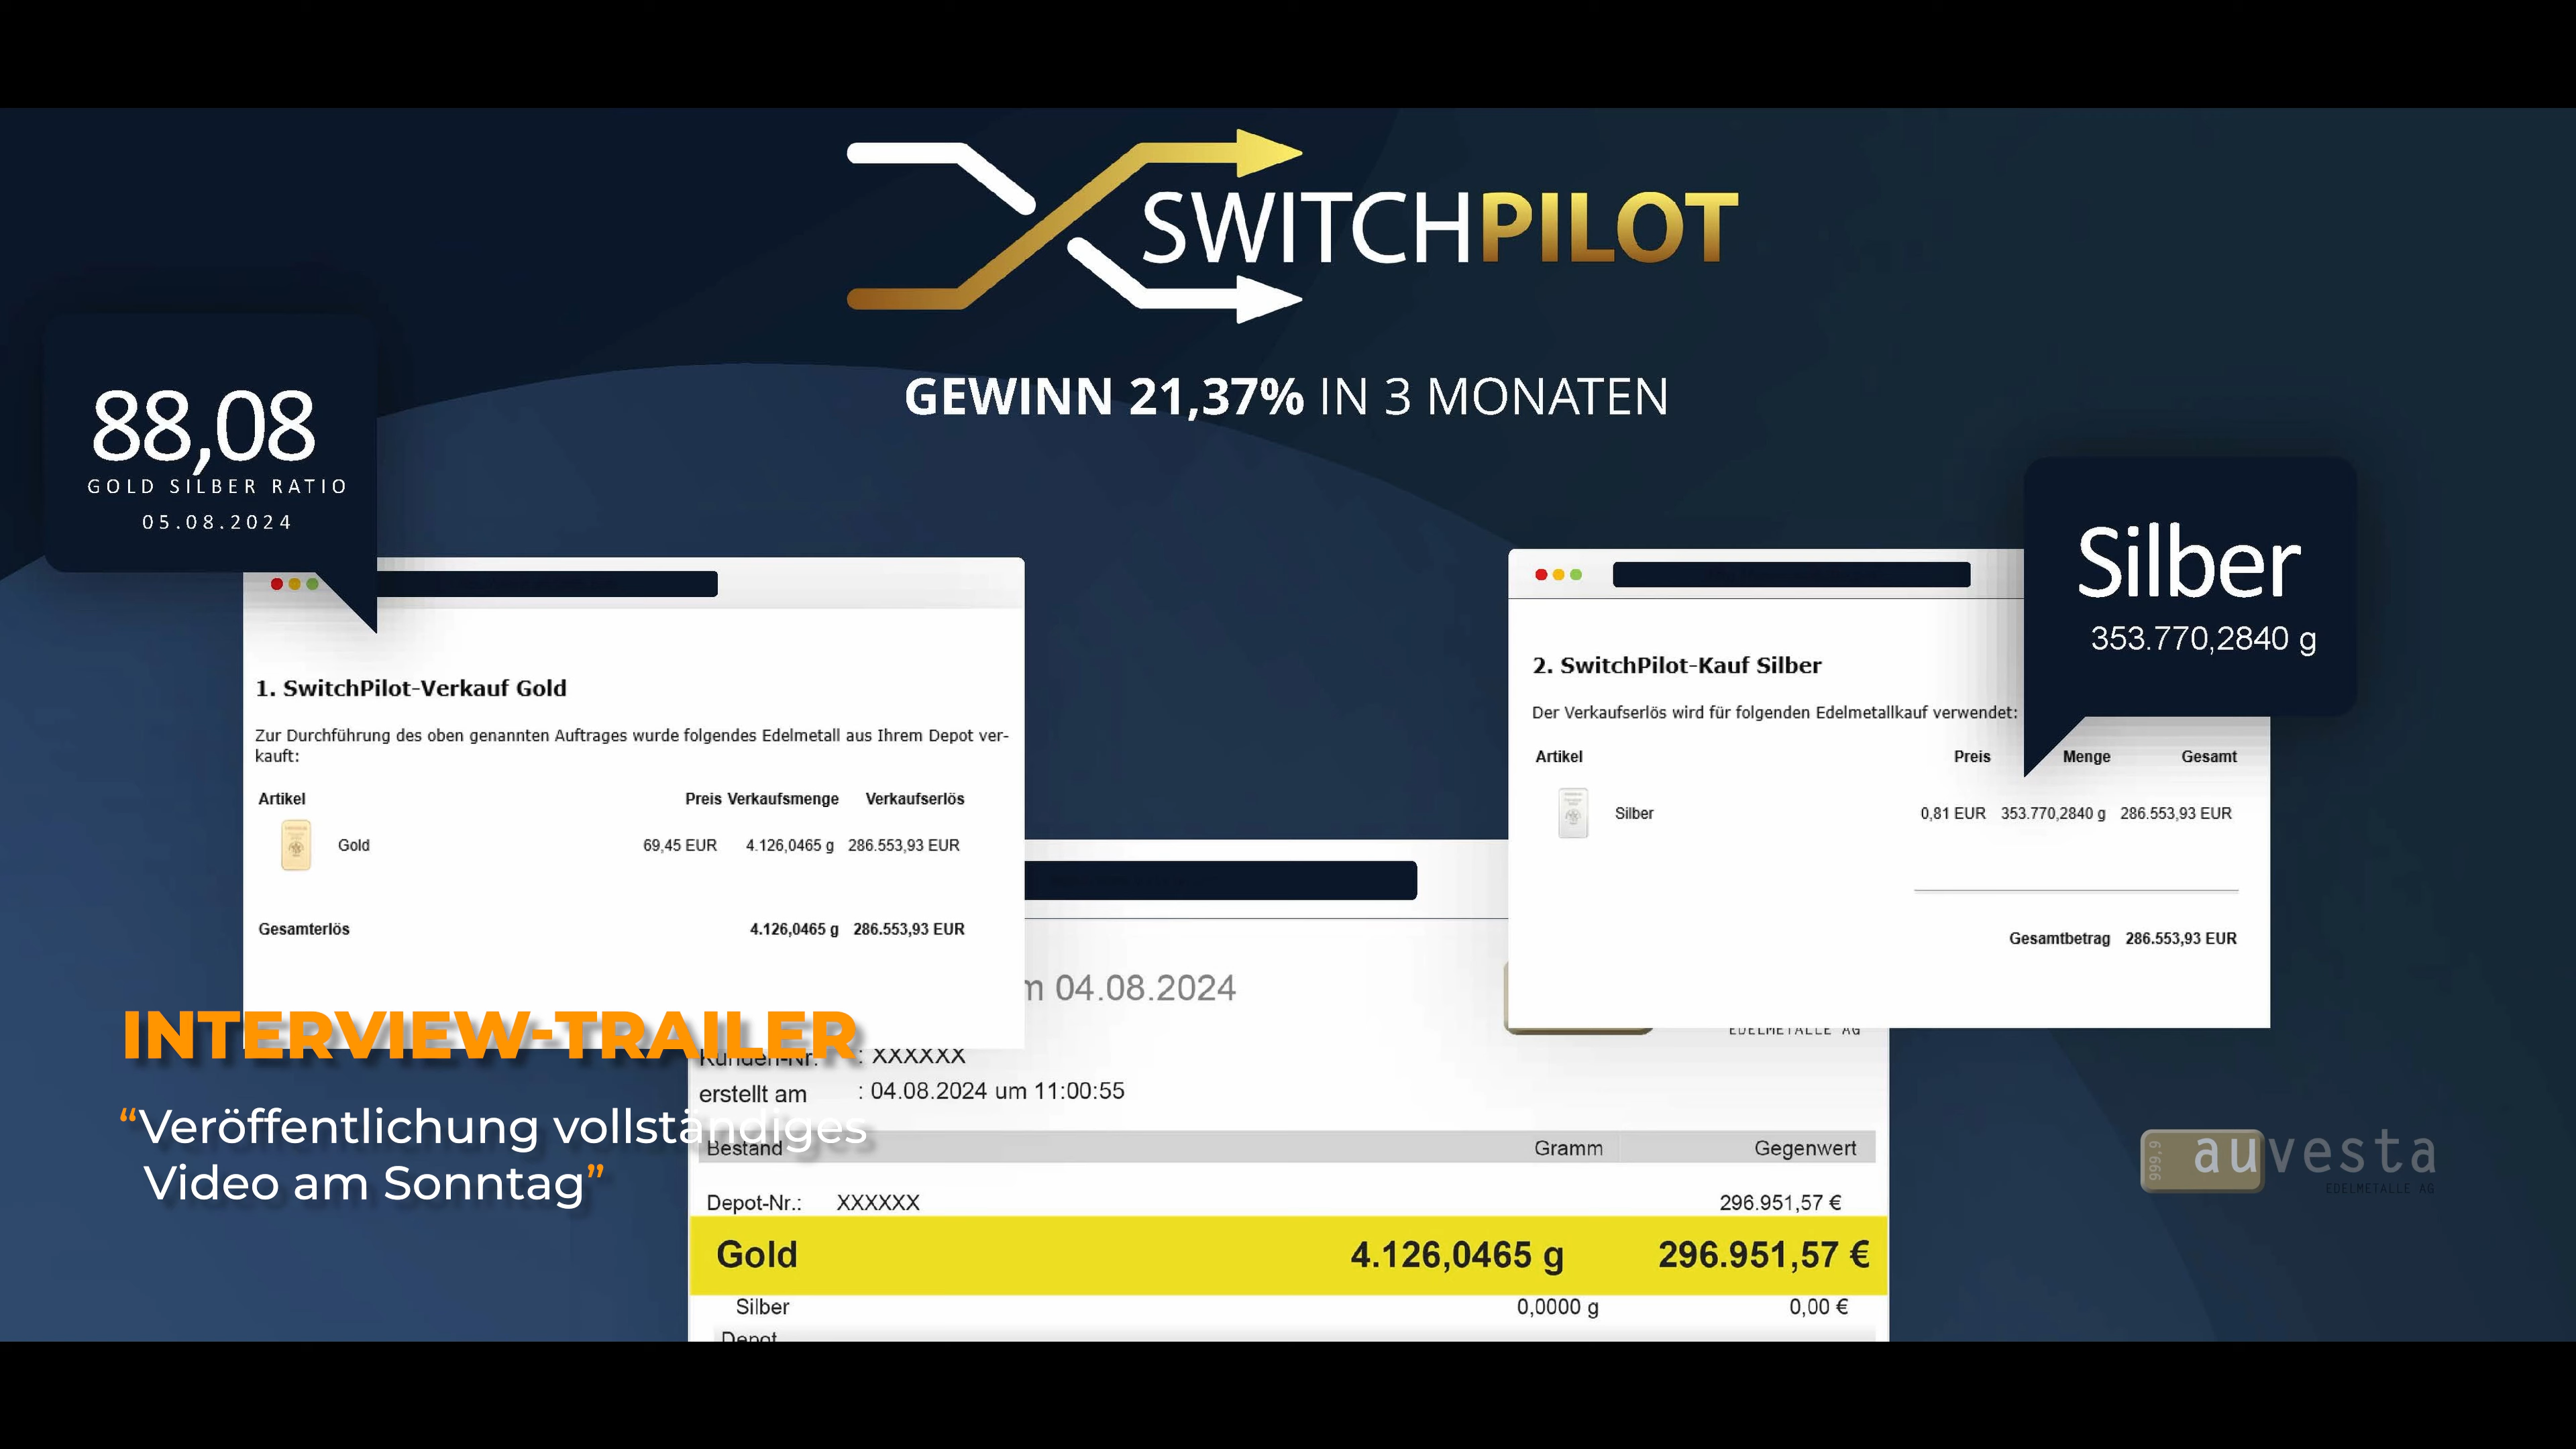 SWITCHPILOT
GEWINN 21,37% IN 3 MONATEN
88,08
GOLD SILBER RATIO
05.08.2024
Silber
353.770,2840 g
1. SwitchPilot-Verkauf Gold
Zur Durchführung des oben genannten Auftrages wurde folgendes Edelmetall aus Ihrem Depot ver-
kauft:
Artikel Preis Verkaufsmenge Verkaufserlös
Gold 69,45 EUR 4.126,0465 g 286.553,93 EUR
Gesamterlös 4.126,0465 g 286.553,93 EUR
2. SwitchPilot-Kauf Silber
Der Verkaufserlös wird für folgenden Edelmetallkauf verwendet:
Artikel Preis Menge Gesamt
Silber 0,81 EUR 353.770,2840 g 286.553,93 EUR
Gesamtbetrag 286.553,93 EUR
04.08.2024
EDELMETALLE AG
INTERVIEW-TRAILER
“Veröffentlichung vollständiges
Video am Sonntag”
Kunden-Nr. : XXXXXX
erstellt am : 04.08.2024 um 11:00:55
Bestand Gramm Gegenwert
Depot-Nr.: XXXXXX 296.951,57 €
Gold 4.126,0465 g 296.951,57 €
Silber 0,0000 g 0,00 €
Depot
999.9 auvesta
EDELMETALLE AG